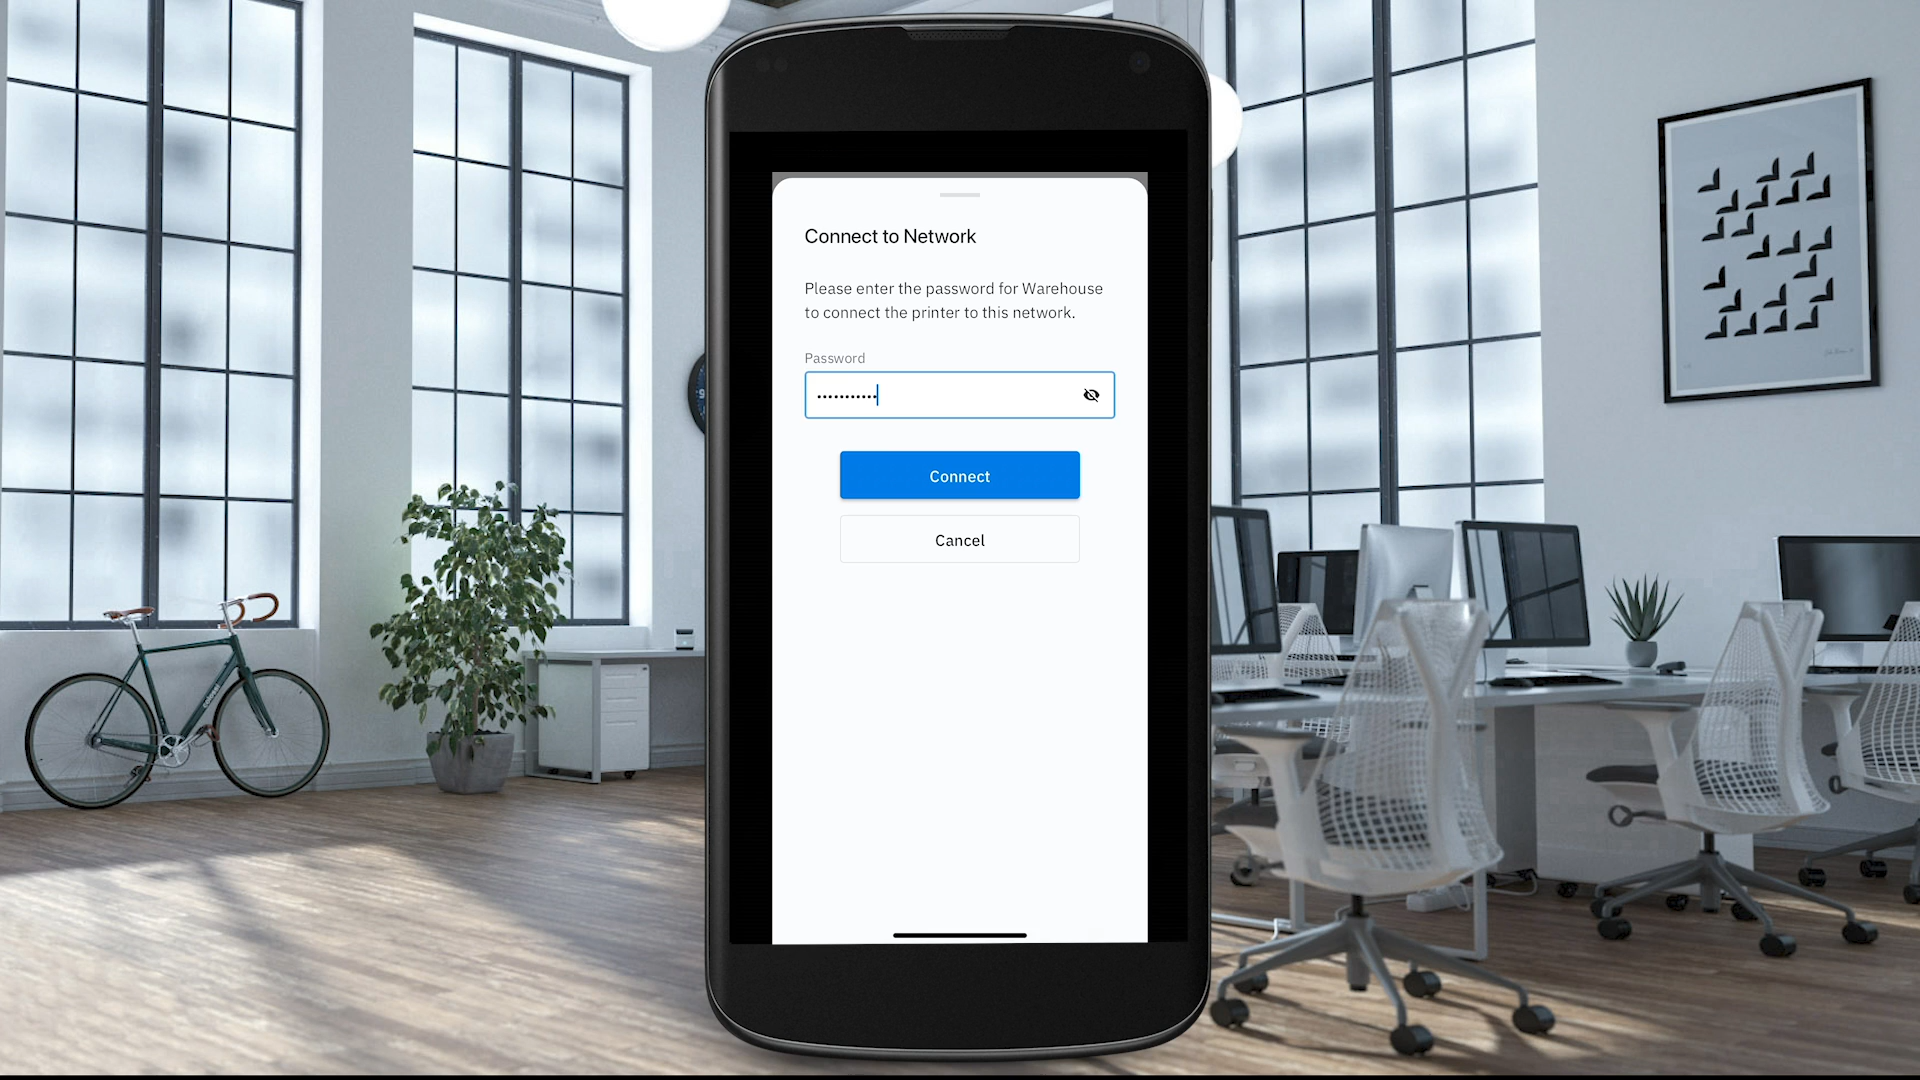 Connect to Network
Please enter the password for Warehouse
to connect the printer to this network.
Password
Connect
Cancel